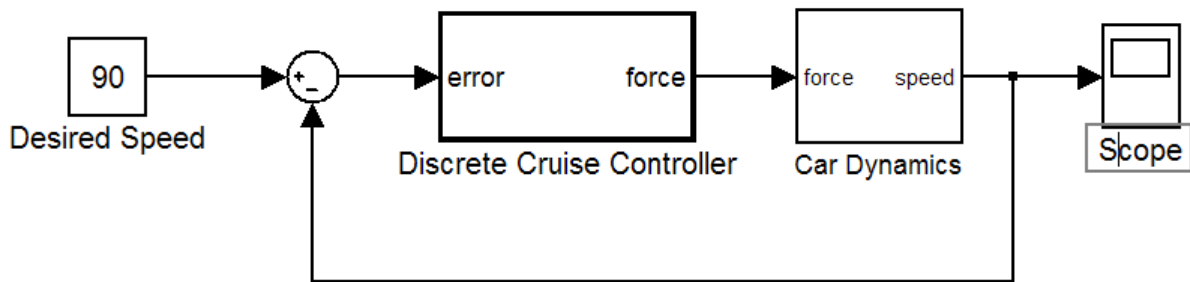 90
Desired Speed
+
−
error force
Discrete Cruise Controller
force speed
Car Dynamics
Scope